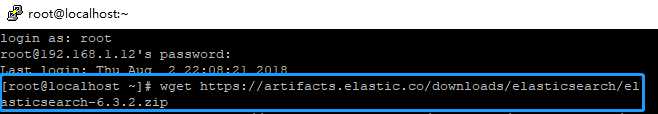 root@localhost:~
login as: root
root@192.168.1.12's password:
Last login: Thu Aug  2 22:08:21 2018
[root@localhost ~]# wget https://artifacts.elastic.co/downloads/elasticsearch/el
asticsearch-6.3.2.zip